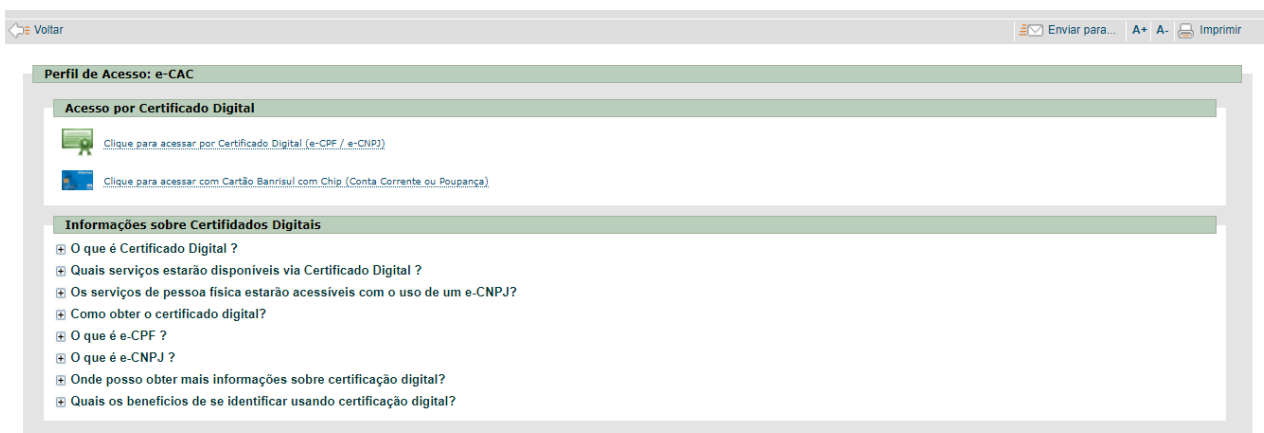 Voltar
Enviar para... A+ A- Imprimir
Perfil de Acesso: e-CAC
Acesso por Certificado Digital
Clique para acessar por Certificado Digital (e-CPF / e-CNPJ)
Clique para acessar com Cartão Banrisul com Chip (Conta Corrente ou Poupança)
Informações sobre Certifidados Digitais
O que é Certificado Digital ?
Quais serviços estarão disponíveis via Certificado Digital ?
Os serviços de pessoa física estarão acessíveis com o uso de um e-CNPJ?
Como obter o certificado digital?
O que é e-CPF ?
O que é e-CNPJ ?
Onde posso obter mais informações sobre certificação digital?
Quais os benefícios de se identificar usando certificação digital?